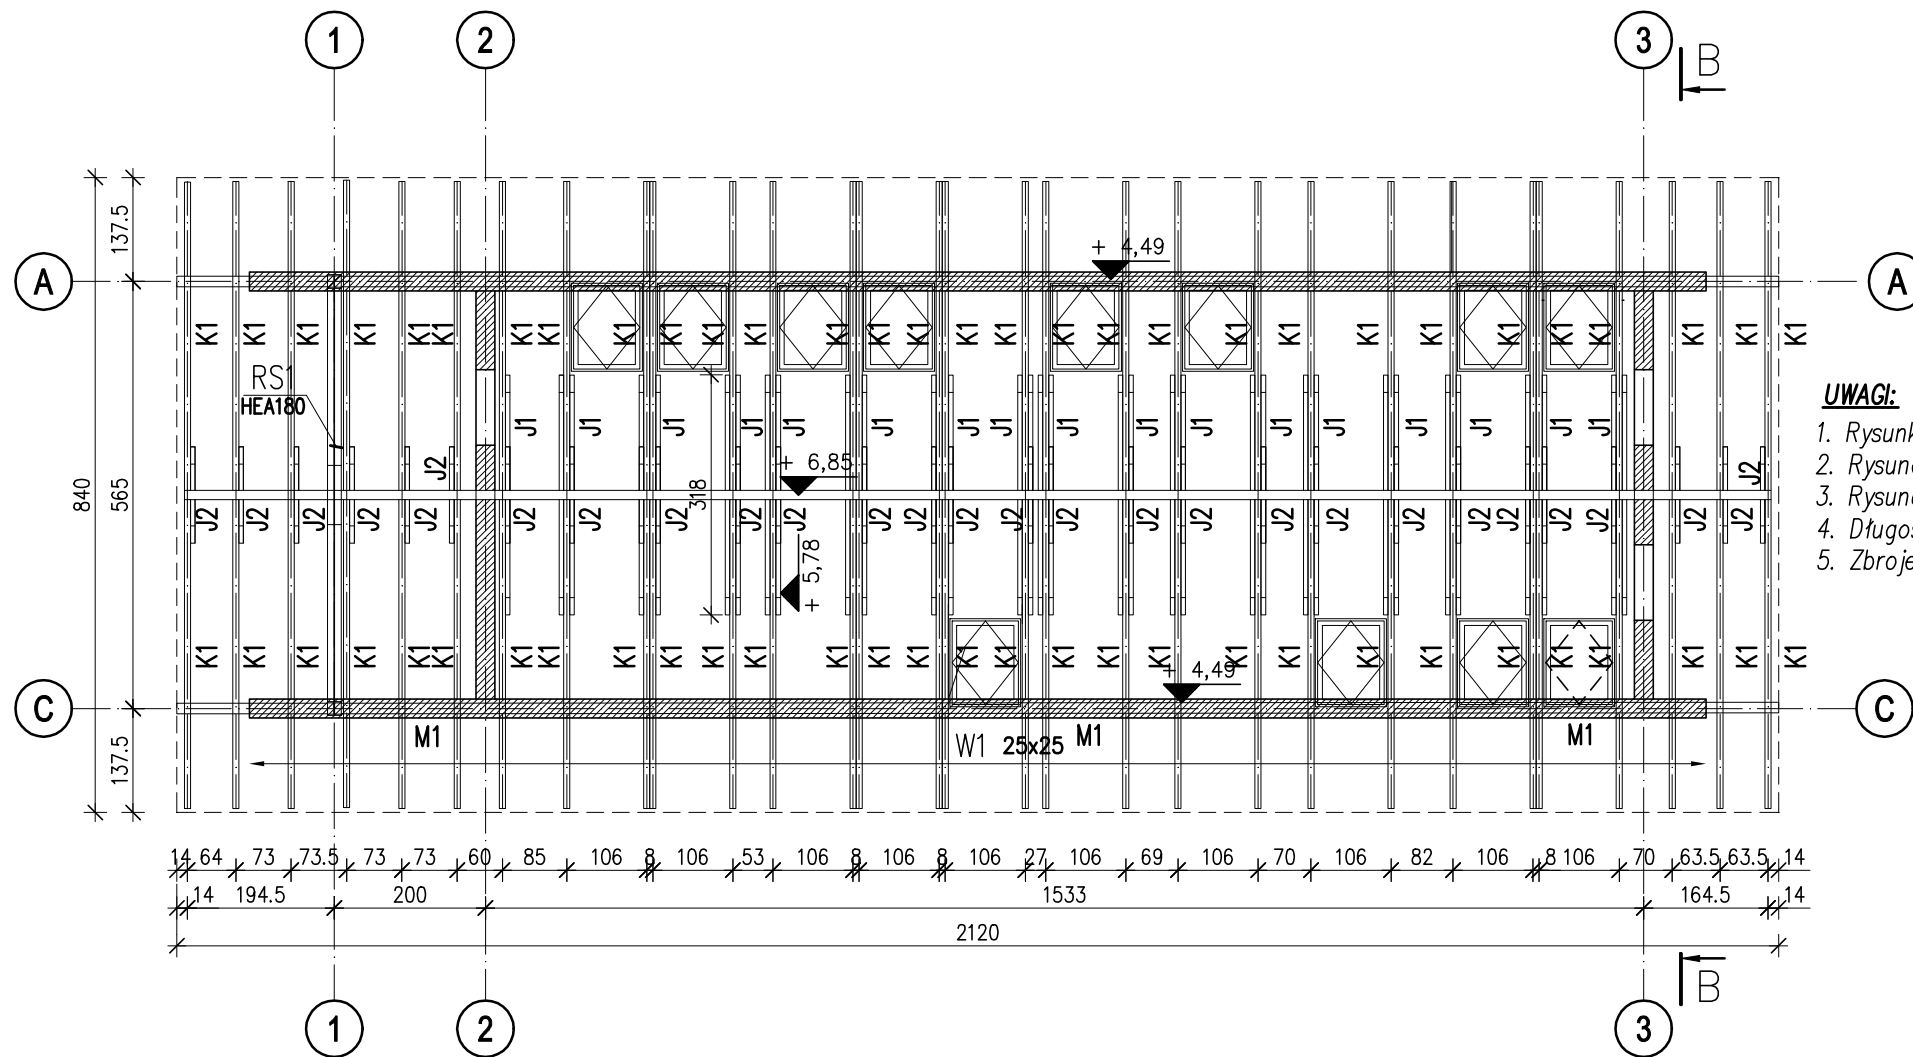 1 2 3
B
137.5
+ 4,49
A A
K1 K1 K1 K1 K1 K1 K1 K1 K1 K1 K1 K1 K1 K1 K1 K1 K1 K1 K1 K1 K1 K1 K1 K1 K1 K1 K1 K1 K1 K1
RS1
HEA180
UWAGI:
J1 J1 J1 J1 J1 J1 J1 J1 J1 J1 J1 J1 J1 J1 J1
1. Rysunk
J2 + 6,85 J2
2. Rysun
840 565 318
3. Rysun
J2 J2 J2 J2 J2 J2 J2 J2 J2 J2 J2 J2 J2 J2 J2 J2 J2 J2 J2 J2 J2 J2 J2
4. Długoś
+ 5,78
5. Zbroje
K1 K1 K1 K1 K1 K1 K1 K1 K1 K1 K1 K1 K1 K1 K1 K1 K1 K1 K1 K1 K1 K1 K1 K1 K1 K1 K1 K1 K1 K1
+ 4,49
C C
M1 M1 M1
W1 25x25
137.5
14 64 73 73.5 73 73 60 85 106 8 106 53 106 8 106 8 106 27 106 69 106 70 106 82 106 8 106 70 63.5 63.5 14
14 194.5 200 1533 164.5 14
2120
B
1 2 3